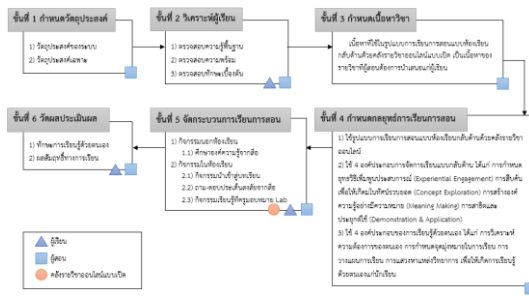 ขั้นที่ 1 กำหนดวัตถุประสงค์
1) วัตถุประสงค์ของระบบ
2) วัตถุประสงค์เฉพาะ
ขั้นที่ 2 วิเคราะห์ผู้เรียน
1) ตรวจสอบความรู้พื้นฐาน
2) ตรวจสอบความพร้อม
3) ตรวจสอบทักษะเบื้องต้น
ขั้นที่ 3 กำหนดเนื้อหาวิชา
เนื้อหาที่ใช้ในรูปแบบการเรียนการสอนแบบห้องเรียน
กลับด้านด้วยคลังรายวิชาออนไลน์แบบเปิด เป็นเนื้อหาของ
รายวิชาที่ผู้สอนต้องการนำเสนอแก่ผู้เรียน
ขั้นที่ 4 กำหนดกลยุทธ์การเรียนการสอน
1) ใช้รูปแบบการเรียนการสอนแบบห้องเรียนกลับด้านด้วยคลังรายวิชา
ออนไลน์
2) ใช้ 4 องค์ประกอบการจัดการเรียนแบบกลับด้าน ได้แก่ การกำหนด
ยุทธวิธีเพิ่มพูนประสบการณ์ (Experiential Engagement) การสืบค้น
เพื่อให้เกิดมโนทัศน์รวบยอด (Concept Exploration) การสร้างองค์
ความรู้อย่างมีความหมาย (Meaning Making) การสาธิตและ
ประยุกต์ใช้ (Demonstration & Application)
3) ใช้ 4 องค์ประกอบของการเรียนรู้ด้วยตนเอง ได้แก่ การวิเคราะห์
ความต้องการของตนเอง การกำหนดจุดมุ่งหมายในการเรียน การ
วางแผนการเรียน การแสวงหาแหล่งวิทยาการ เพื่อให้เกิดการเรียนรู้
ด้วยตนเองแก่นักเรียน
ขั้นที่ 5 จัดกระบวนการเรียนการสอน
1) กิจกรรมนอกห้องเรียน
1.1) ศึกษาองค์ความรู้จากสื่อ
2) กิจกรรมในห้องเรียน
2.1) กิจกรรมนำเข้าสู่บทเรียน
2.2) ถาม-ตอบประเด็นสงสัยจากสื่อ
2.3) กิจกรรมเรียนรู้ที่ครูมอบหมาย Lab
ขั้นที่ 6 วัดผลประเมินผล
1) ทักษะการเรียนรู้ด้วยตนเอง
2) ผลสัมฤทธิ์ทางการเรียน
ผู้เรียน
ผู้สอน
คลังรายวิชาออนไลน์แบบเปิด